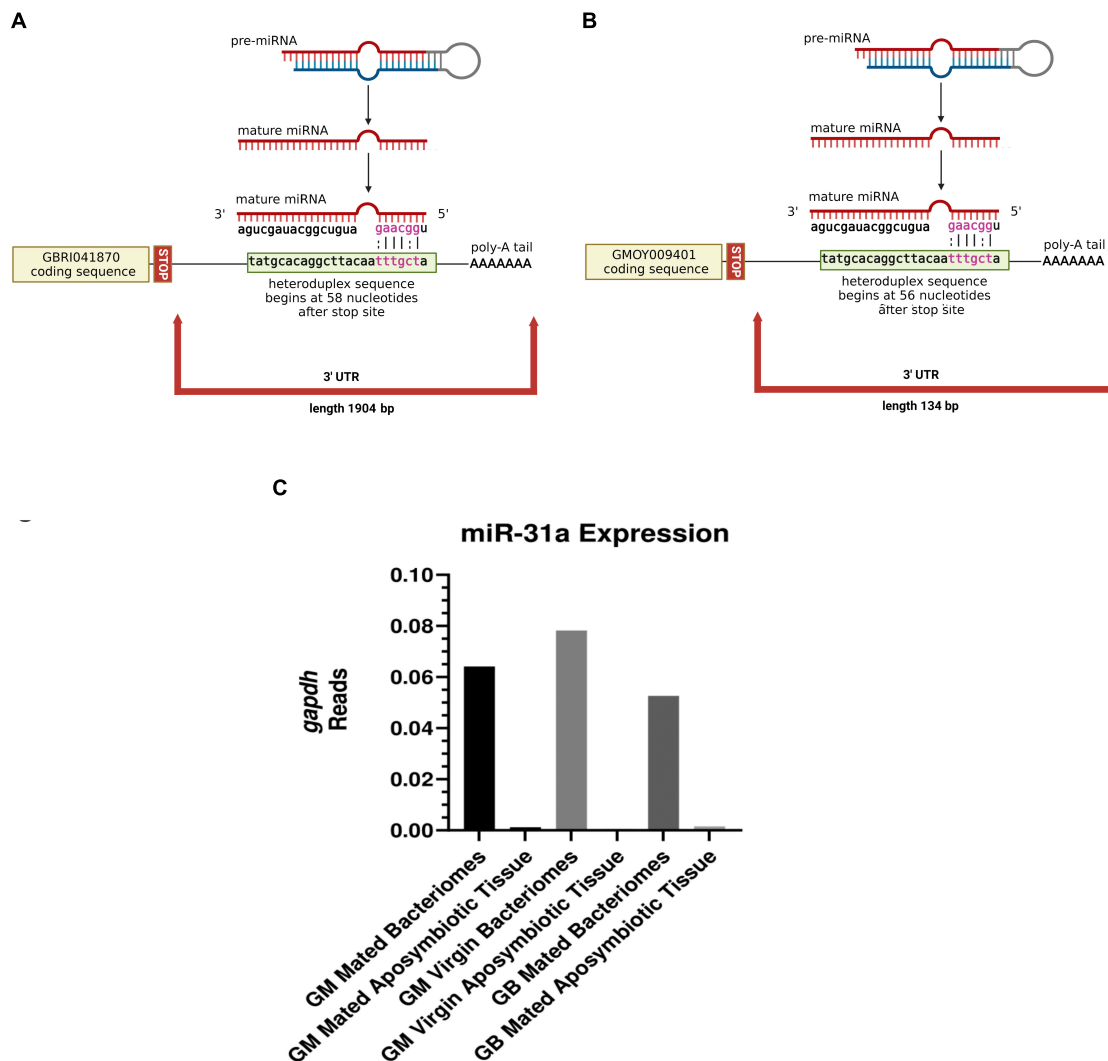 A
pre-miRNA
mature miRNA
mature miRNA
3' 5'
agucgauacggcugua gaacggu
GBRI041870
coding sequence
STOP
tatgcacaggcttacaatttgcta
poly-A tail
AAAAAAA
heteroduplex sequence
begins at 58 nucleotides
after stop site
3' UTR
length 1904 bp
B
pre-miRNA
mature miRNA
mature miRNA
3' 5'
agucgauacggcugua gaacggu
GMOY009401
coding sequence
STOP
tatgcacaggcttacaatttgcta
poly-A tail
AAAAAAA
heteroduplex sequence
begins at 56 nucleotides
after stop site
3' UTR
length 134 bp
C
miR-31a Expression
gapdh
Reads
0.10
0.08
0.06
0.04
0.02
0.00
GM Mated Bacteriomes
GM Mated Aposymbiotic Tissue
GM Virgin Bacteriomes
GM Virgin Aposymbiotic Tissue
GB Mated Bacteriomes
GB Mated Aposymbiotic Tissue